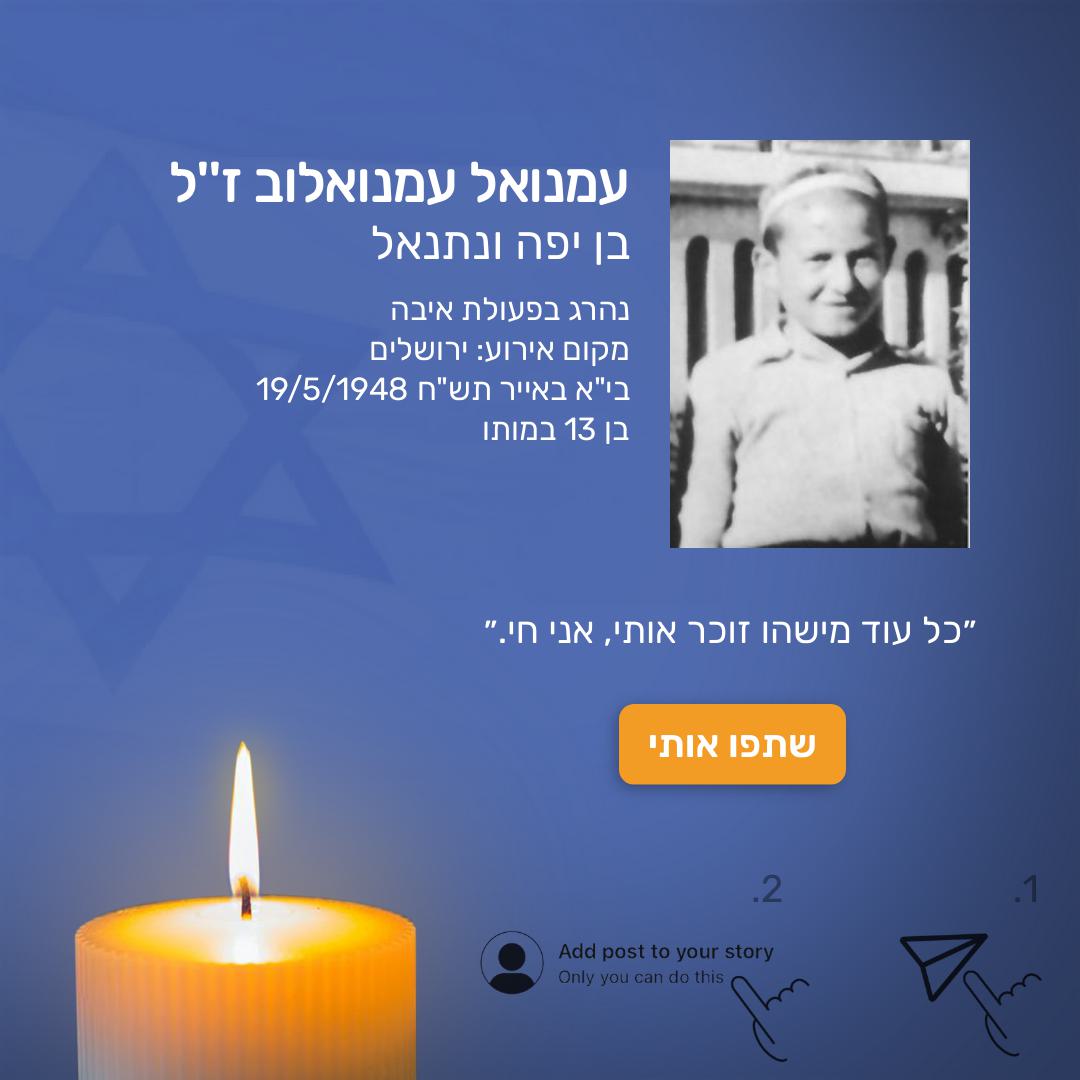 עמנואל עמנואלוב ז"ל
בן יפה ונתנאל
נהרג בפעולת איבה
מקום אירוע: ירושלים
בי"א באייר תש"ח 19/5/1948
בן 13 במותו
״כל עוד מישהו זוכר אותי, אני חי.״
שתפו אותי
.1
.2
Add post to your story
Only you can do this